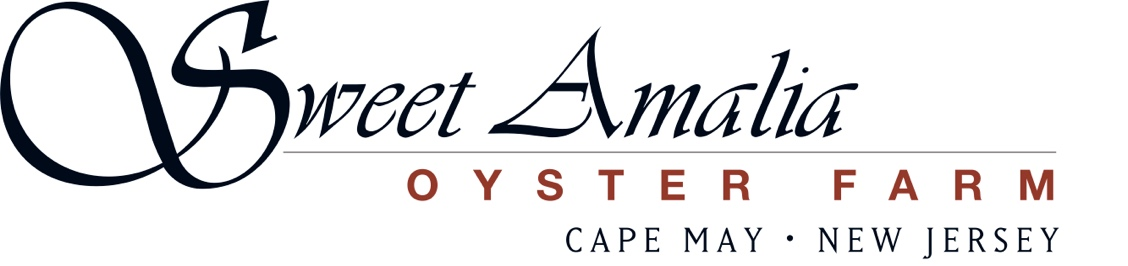 Sweet Amalia
OYSTER FARM
CAPE MAY • NEW JERSEY